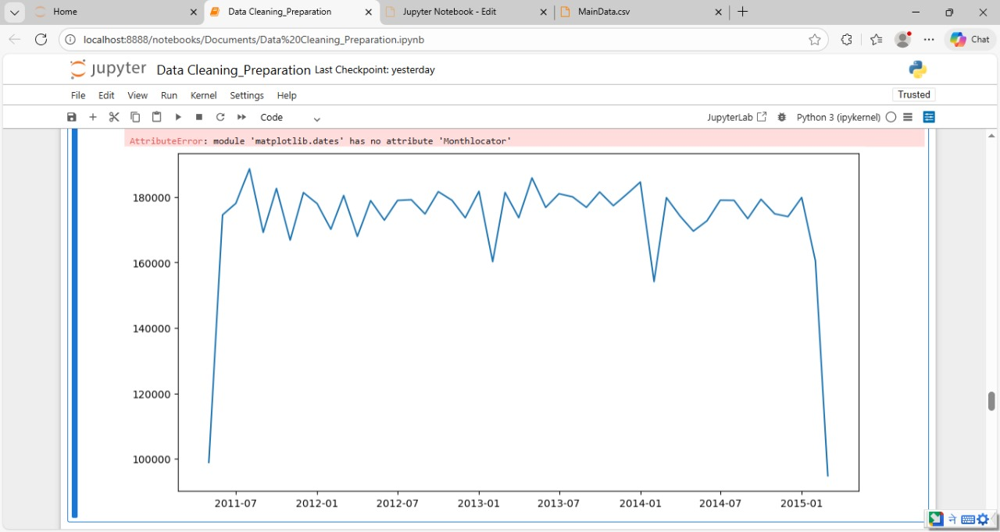 Home
Data Cleaning_Preparation
Jupyter Notebook - Edit
MainData.csv
localhost:8888/notebooks/Documents/Data%20Cleaning_Preparation.ipynb
Chat
jupyter Data Cleaning_Preparation Last Checkpoint: yesterday
File Edit View Run Kernel Settings Help
Trusted
Code
JupyterLab
Python 3 (ipykernel)
AttributeError: module 'matplotlib.dates' has no attribute 'Monthlocator'
180000
160000
140000
120000
100000
2011-07 2012-01 2012-07 2013-01 2013-07 2014-01 2014-07 2015-01
ने